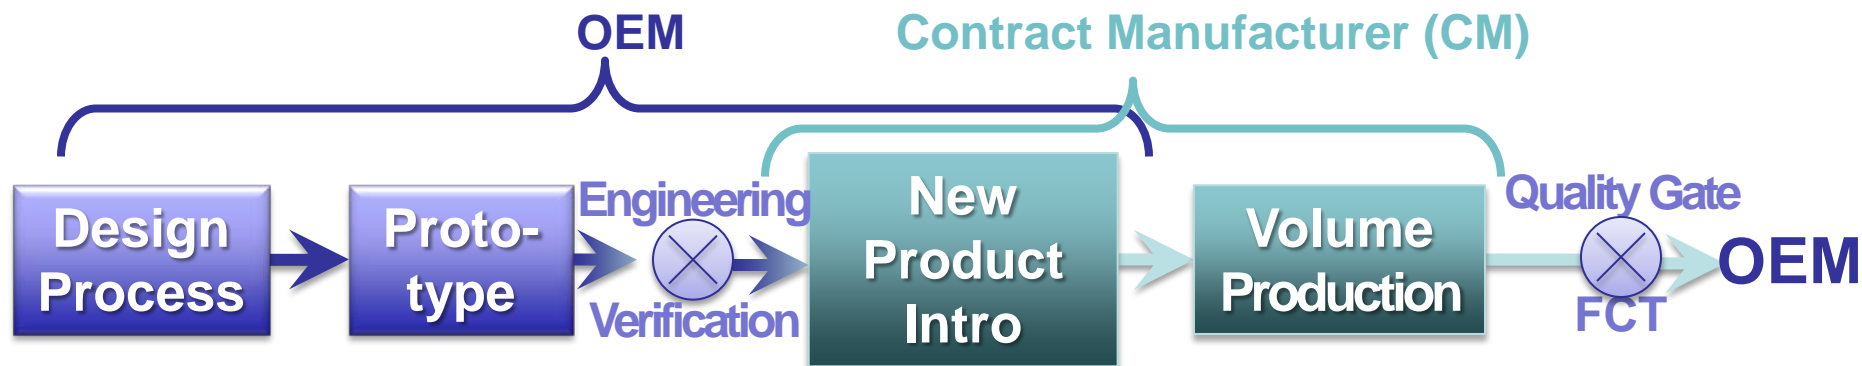 OEM
Contract Manufacturer (CM)
Design
Process
Proto-
type
Engineering
Verification
New
Product
Intro
Volume
Production
Quality Gate
FCT
OEM